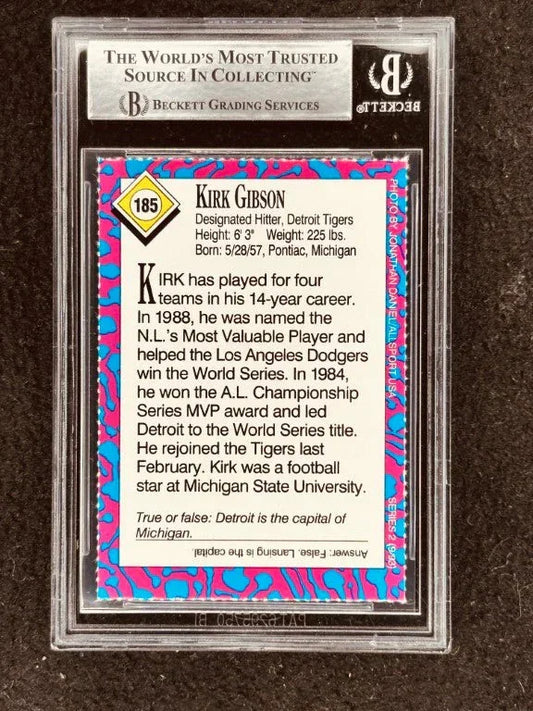 THE WORLD'S MOST TRUSTED
SOURCE IN COLLECTING™
BECKETT GRADING SERVICES
BECKETT
185
KIRK GIBSON
Designated Hitter, Detroit Tigers
Height: 6' 3" Weight: 225 lbs.
Born: 5/28/57, Pontiac, Michigan
KIRK has played for four
teams in his 14-year career.
In 1988, he was named the
N.L.'s Most Valuable Player and
helped the Los Angeles Dodgers
win the World Series. In 1984,
he won the A.L. Championship
Series MVP award and led
Detroit to the World Series title.
He rejoined the Tigers last
February. Kirk was a football
star at Michigan State University.
True or false: Detroit is the capital of
Michigan.
Answer: False. Lansing is the capital.
PHOTO BY JONATHAN DANIEL/ALLSPORT USA
SERIES 2 (9/93)